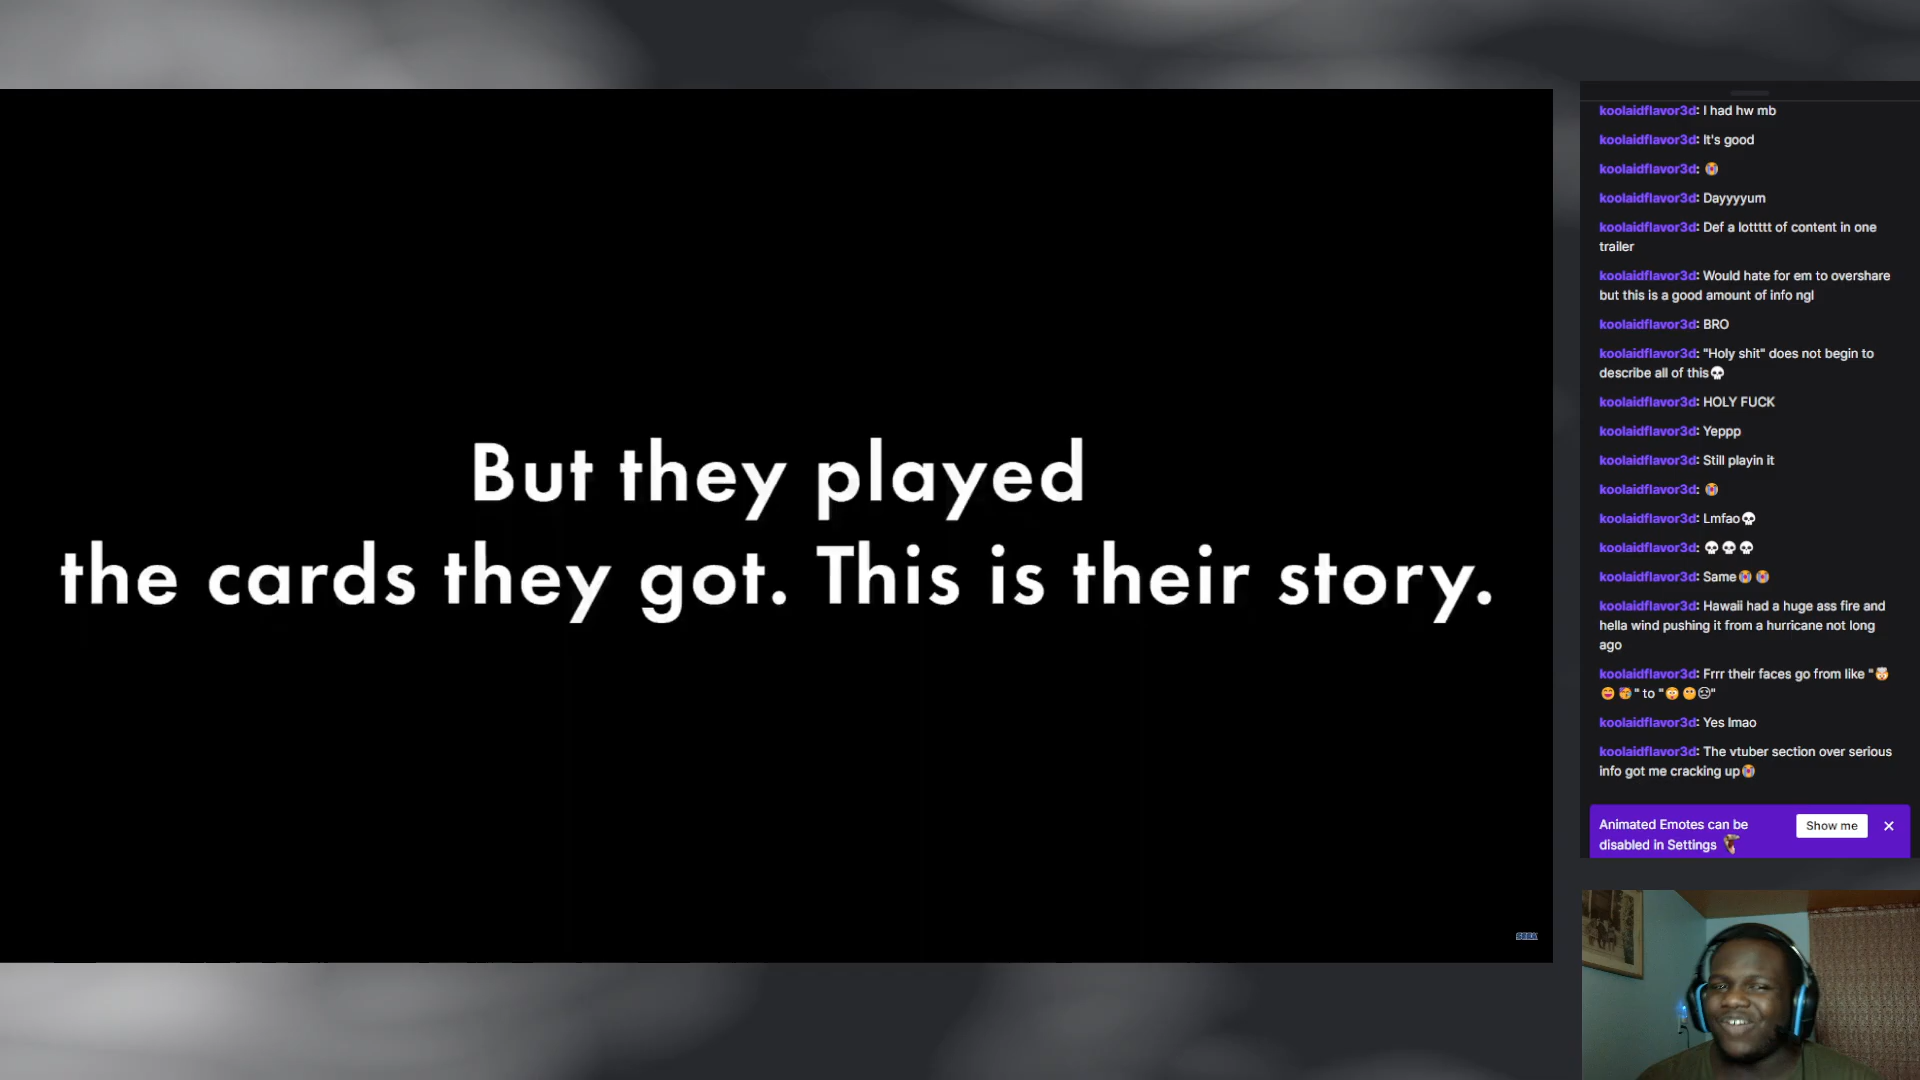 But they played
the cards they got. This is their story.
SEGA
koolaidflavor3d: I had hw mb
koolaidflavor3d: It's good
koolaidflavor3d: 😭
koolaidflavor3d: Dayyyyum
koolaidflavor3d: Def a lottttt of content in one
trailer
koolaidflavor3d: Would hate for em to overshare
but this is a good amount of info ngl
koolaidflavor3d: BRO
koolaidflavor3d: "Holy shit" does not begin to
describe all of this💀
koolaidflavor3d: HOLY FUCK
koolaidflavor3d: Yeppp
koolaidflavor3d: Still playin it
koolaidflavor3d: 😭
koolaidflavor3d: Lmfao💀
koolaidflavor3d: 💀💀💀
koolaidflavor3d: Same😭😭
koolaidflavor3d: Hawaii had a huge ass fire and
hella wind pushing it from a hurricane not long
ago
koolaidflavor3d: Frrr their faces go from like "🤯
" to "
koolaidflavor3d: Yes lmao
koolaidflavor3d: The vtuber section over serious
info got me cracking up😭
Animated Emotes can be
disabled in Settings
Show me